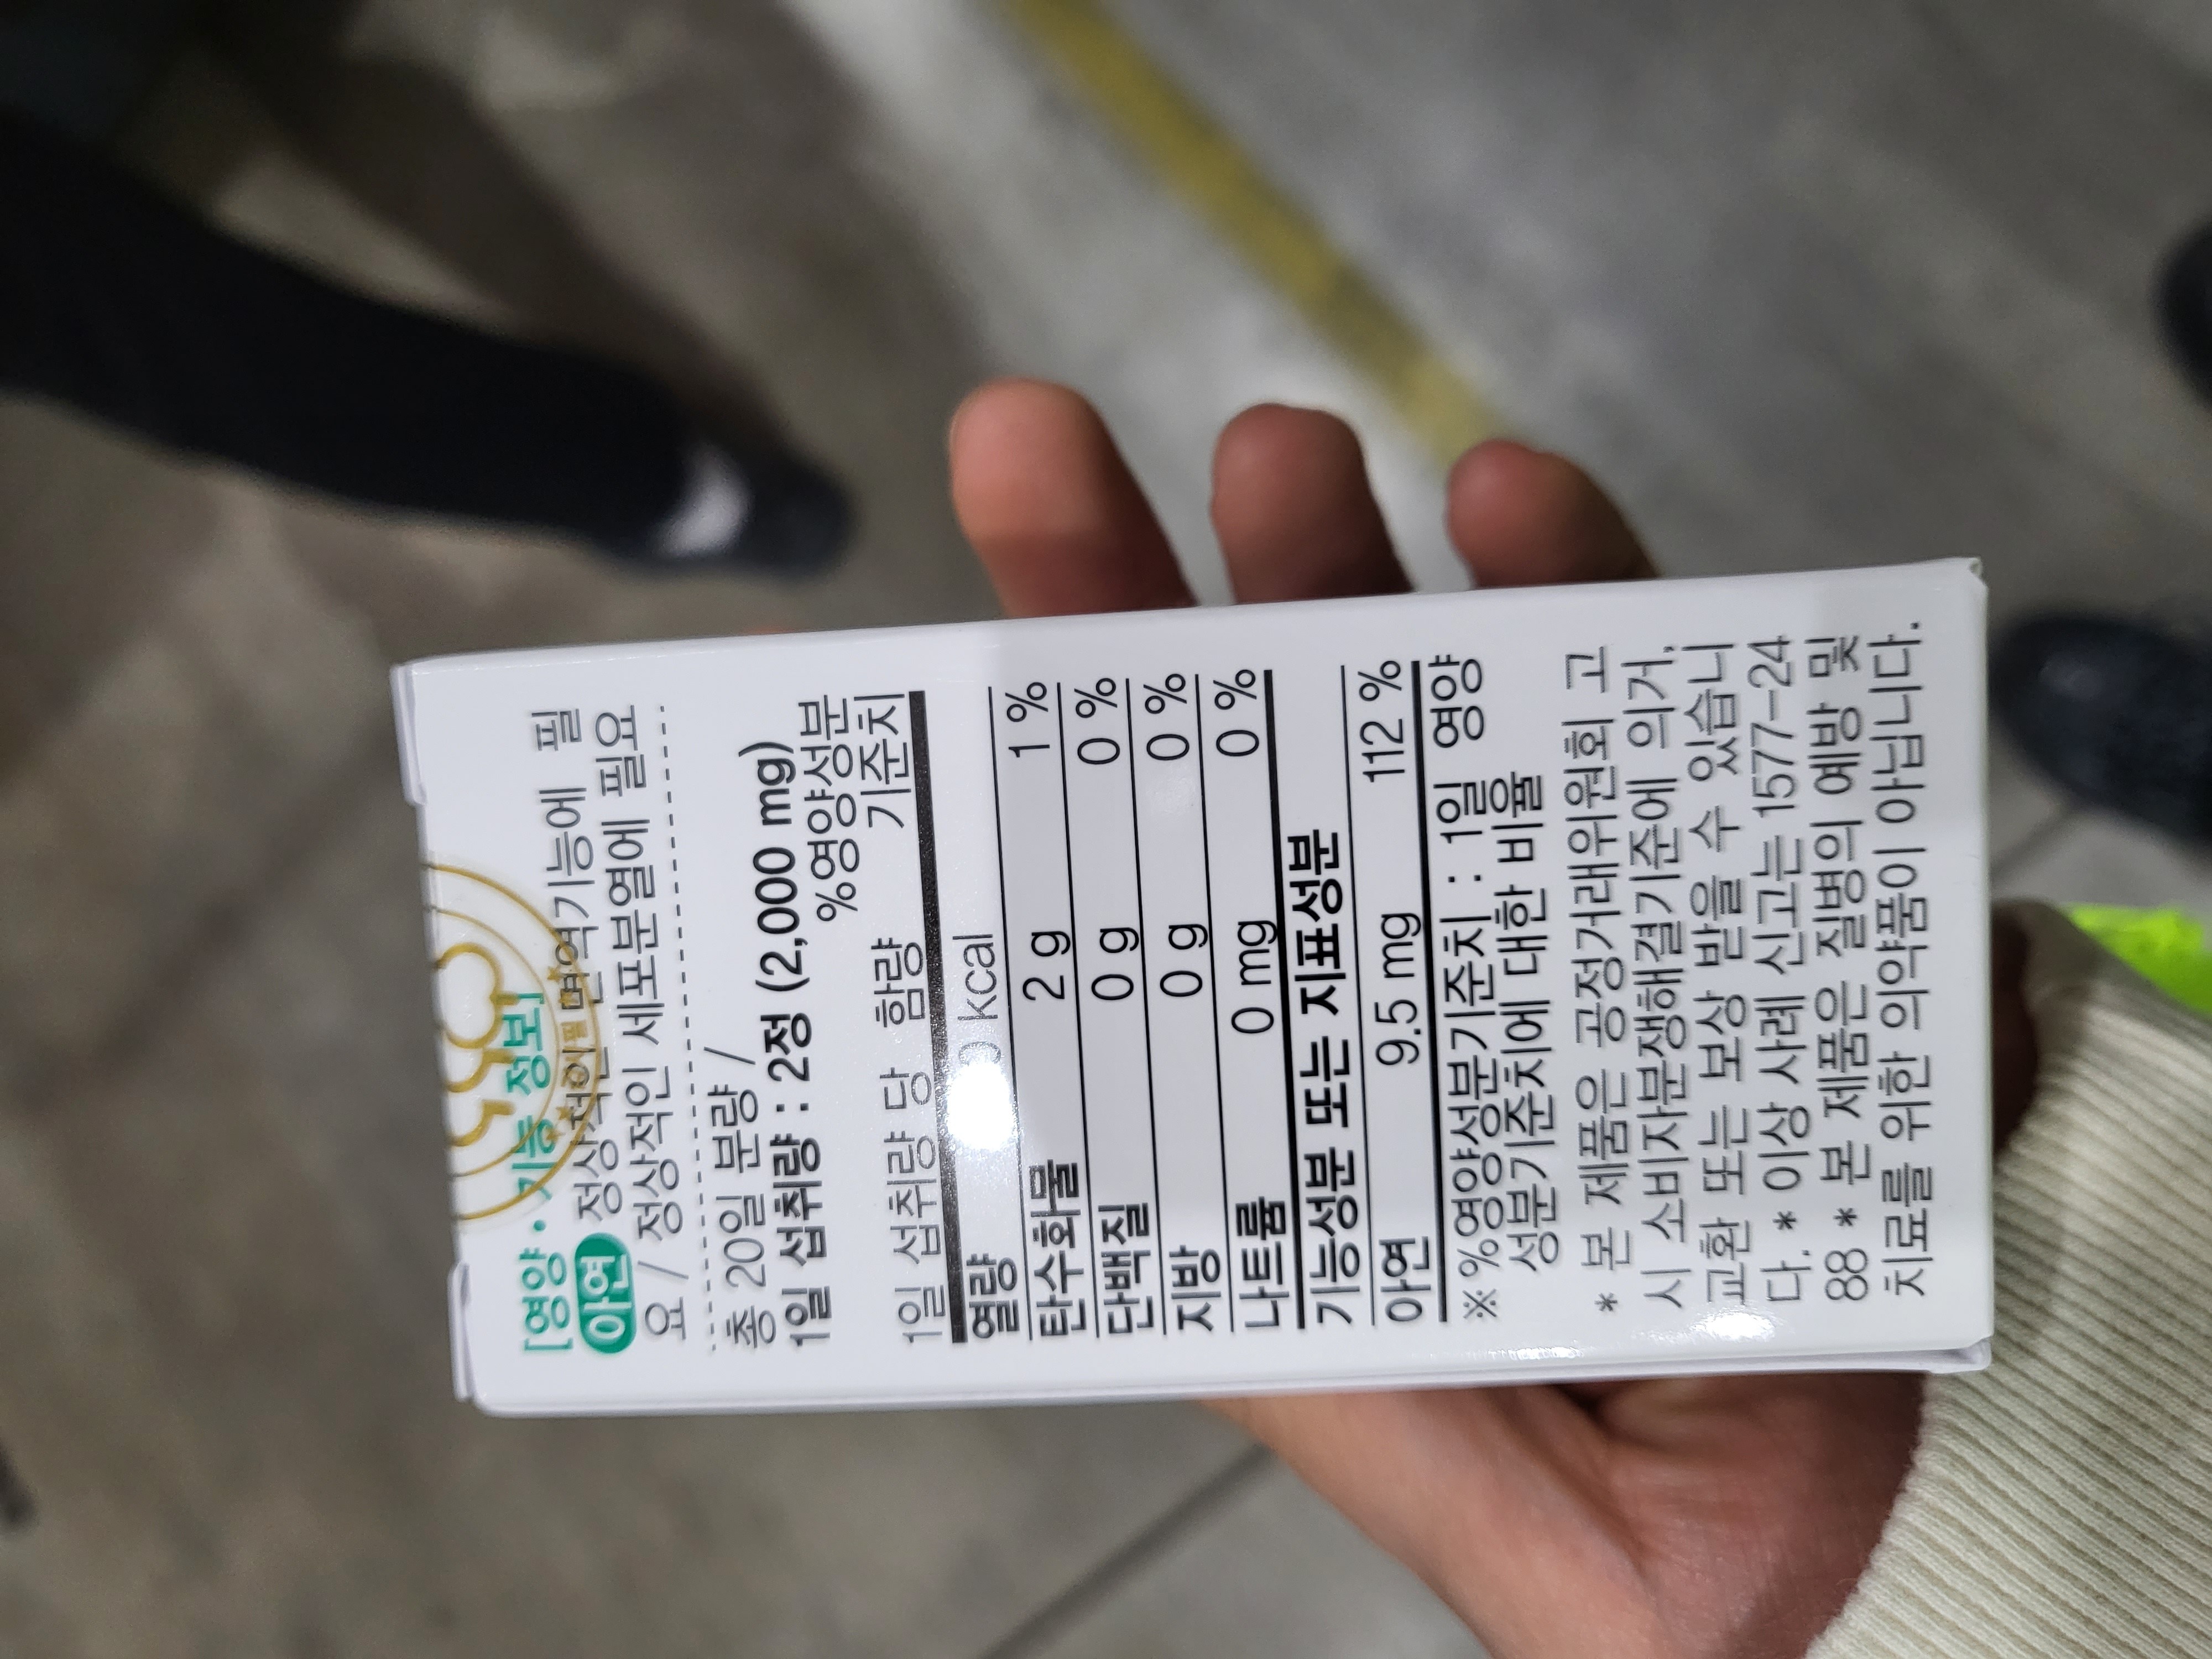 [영양·기능 정보]
아연 정상적인 면역기능에 필
요 / 정상적인 세포분열에 필요
총 20일 분량 /
1일 섭취량 : 2정 (2,000 mg)
%영양성분
1일 섭취량 당 함량 기준치
열량 kcal
탄수화물 2 g 1 %
단백질 0 g 0 %
지방 0 g 0 %
나트륨 0 mg 0 %
기능성분 또는 지표성분
아연 9.5 mg 112 %
※%영양성분기준치 : 1일 영양
성분기준치에 대한 비율
* 본 제품은 공정거래위원회 고
시 소비자분쟁해결기준에 의거,
교환 또는 보상 받을 수 있습니
다. * 이상 사례 신고는 1577-24
88 * 본 제품은 질병의 예방 및
치료를 위한 의약품이 아닙니다.